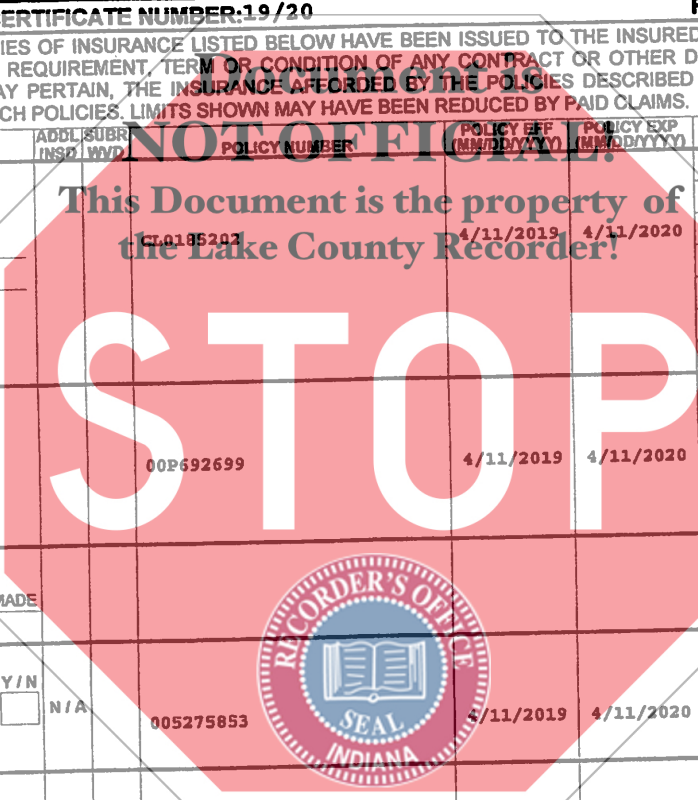 ERTIFICATE NUMBER:19/20
IES OF INSURANCE LISTED BELOW HAVE BEEN ISSUED TO THE INSURED
REQUIREMENT, TERM OR CONDITION OF ANY CONTRACT OR OTHER D
AY PERTAIN, THE INSURANCE AFFORDED BY THE POLICIES DESCRIBED
CH POLICIES. LIMITS SHOWN MAY HAVE BEEN REDUCED BY PAID CLAIMS.
Document is
NOT OFFICIAL!
This Document is the property of
the Lake County Recorder!
ADDL SUBR POLICY EFF POLICY EXP
INSD WVD POLICY NUMBER (MM/DD/YYYY) (MM/DD/YYYY)
CL0185202 4/11/2019 4/11/2020
STOP
00P692699 4/11/2019 4/11/2020
MADE
RECORDER'S OFFICE
SEAL
INDIANA
Y/N
N/A 005275853 4/11/2019 4/11/2020